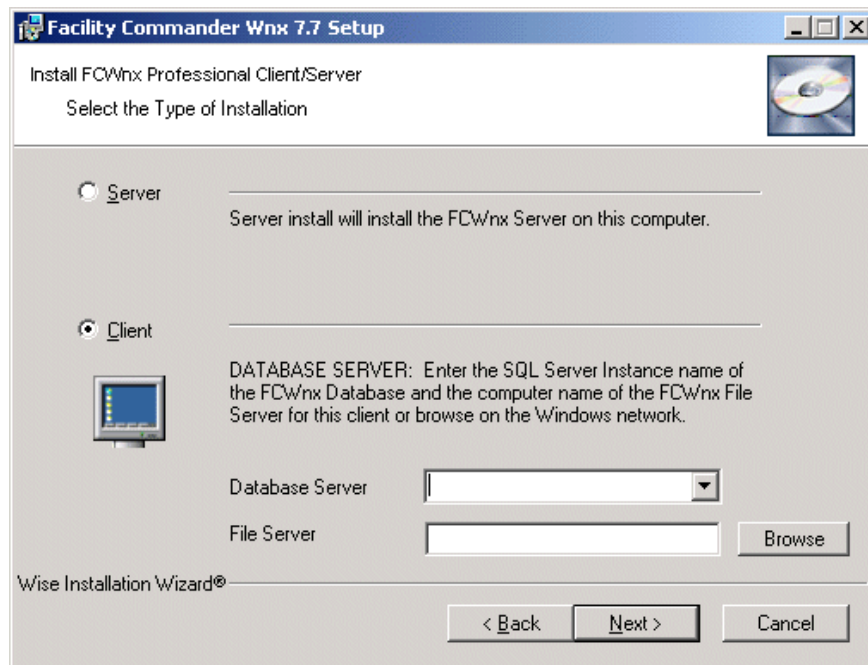 Facility Commander Wnx 7.7 Setup
Install FCWnx Professional Client/Server
Select the Type of Installation
Server
Server install will install the FCWnx Server on this computer.
Client
DATABASE SERVER: Enter the SQL Server Instance name of
the FCWnx Database and the computer name of the FCWnx File
Server for this client or browse on the Windows network.
Database Server
File Server
Browse
Wise Installation Wizard®
< Back
Next >
Cancel